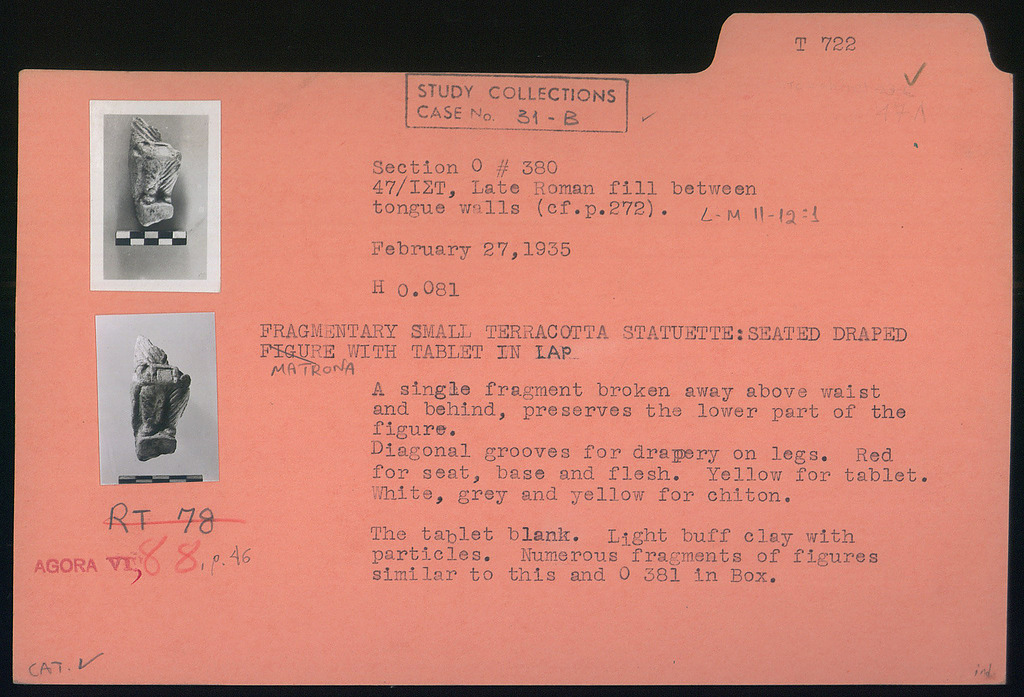 T 722
✓
STUDY COLLECTIONS
CASE No. 31 - B
✓
Section O # 380
47/ΙΣΤ, Late Roman fill between
tongue walls (cf.p.272). L-M 11-12:1
February 27,1935
H 0.081
FRAGMENTARY SMALL TERRACOTTA STATUETTE:SEATED DRAPED
FIGURE WITH TABLET IN LAP
MATRONA
A single fragment broken away above waist
and behind, preserves the lower part of the
figure.
Diagonal grooves for drapery on legs. Red
for seat, base and flesh. Yellow for tablet.
White, grey and yellow for chiton.
RT 78
AGORA VI, 88, p. 46
The tablet blank. Light buff clay with
particles. Numerous fragments of figures
similar to this and O 381 in Box.
CAT. ✓